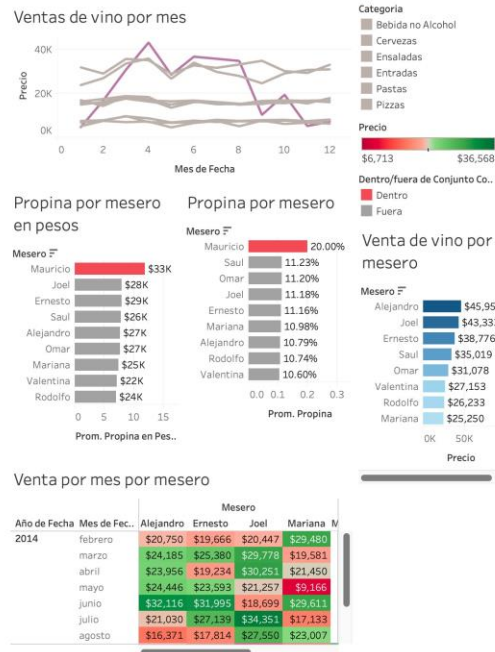 Ventas de vino por mes
Precio
40K
20K
0K
0 2 4 6 8 10 12
Mes de Fecha
Categoria
Bebida no Alcohol
Cervezas
Ensaladas
Entradas
Pastas
Pizzas
Precio
$6,713 $36,568
Dentro/fuera de Conjunto Co..
Dentro
Fuera
Propina por mesero
en pesos
Mesero
Mauricio $33K
Joel $28K
Ernesto $29K
Saul $26K
Alejandro $27K
Omar $27K
Mariana $25K
Valentina $22K
Rodolfo $24K
0 5 10 15
Prom. Propina en Pes..
Propina por mesero
Mesero
Mauricio 20.00%
Saul 11.23%
Omar 11.20%
Joel 11.18%
Ernesto 11.16%
Mariana 10.98%
Alejandro 10.79%
Rodolfo 10.74%
Valentina 10.60%
0.0 0.1 0.2 0.3
Prom. Propina
Venta de vino por
mesero
Mesero
Alejandro $45,95
Joel $43,33
Ernesto $38,776
Saul $35,019
Omar $31,078
Valentina $27,153
Rodolfo $26,233
Mariana $25,250
0K 50K
Precio
Venta por mes por mesero
Mesero
Año de Fecha Mes de Fec.. Alejandro Ernesto Joel Mariana M
2014 febrero $20,750 $19,666 $20,447 $29,480
marzo $24,185 $25,380 $29,778 $19,581
abril $23,956 $19,234 $30,251 $21,450
mayo $24,446 $23,593 $21,257 $9,166
junio $32,116 $31,995 $18,699 $29,611
julio $21,030 $27,139 $34,351 $17,133
agosto $16,371 $17,814 $27,550 $23,007